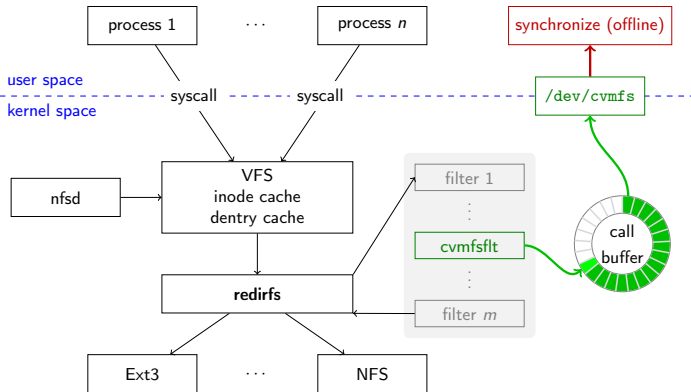 process 1
···
process n
synchronize (offline)
user space
syscall
syscall
/dev/cvmfs
kernel space
VFS
inode cache
dentry cache
nfsd
filter 1
⋮
cvmfsflt
⋮
filter m
call
buffer
redirfs
Ext3
···
NFS